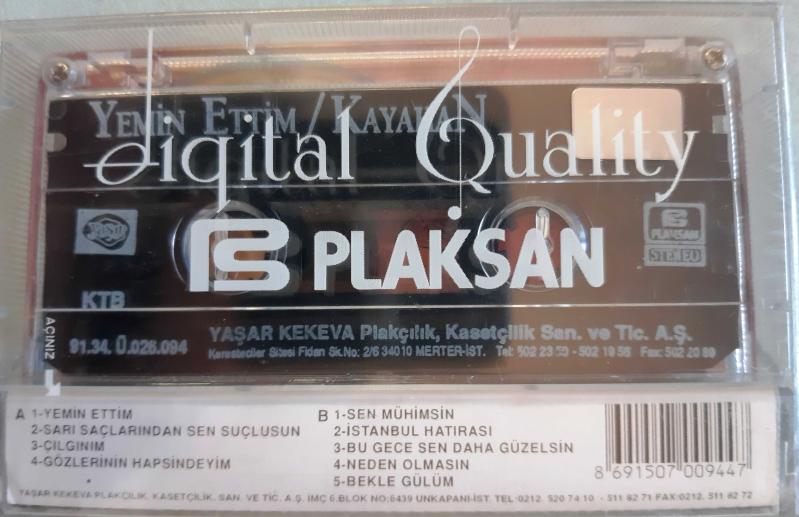 YEMİN ETTİM / KAYAHAN
digital Quality
PLAKSAN
PLAKSAN
STEREO
KTB
91.34.Ü.026.094
YAŞAR KEKEVA Plakçılık, Kasetçilik San. ve Tic. A.Ş.
Keresteciler Sitesi Fidan Sk.No: 2/6 34010 MERTER-İST. Tel: 502 23 50 - 502 19 56 Fax: 502 20 89
AÇINIZ
A 1-YEMİN ETTİM
2-SARI SAÇLARINDAN SEN SUÇLUSUN
3-ÇILGINIM
4-GÖZLERİNİN HAPSİNDEYİM
B 1-SEN MÜHİMSİN
2-İSTANBUL HATIRASI
3-BU GECE SEN DAHA GÜZELSİN
4-NEDEN OLMASIN
5-BEKLE GÜLÜM
8 691507 009447
YAŞAR KEKEVA PLAKÇILIK, KASETÇİLİK. SAN. VE TİC. A.Ş. İMÇ 6.BLOK NO:6439 UNKAPANI-İST. TEL:0212. 520 74 10 - 511 82 71 FAX:0212. 511 82 72